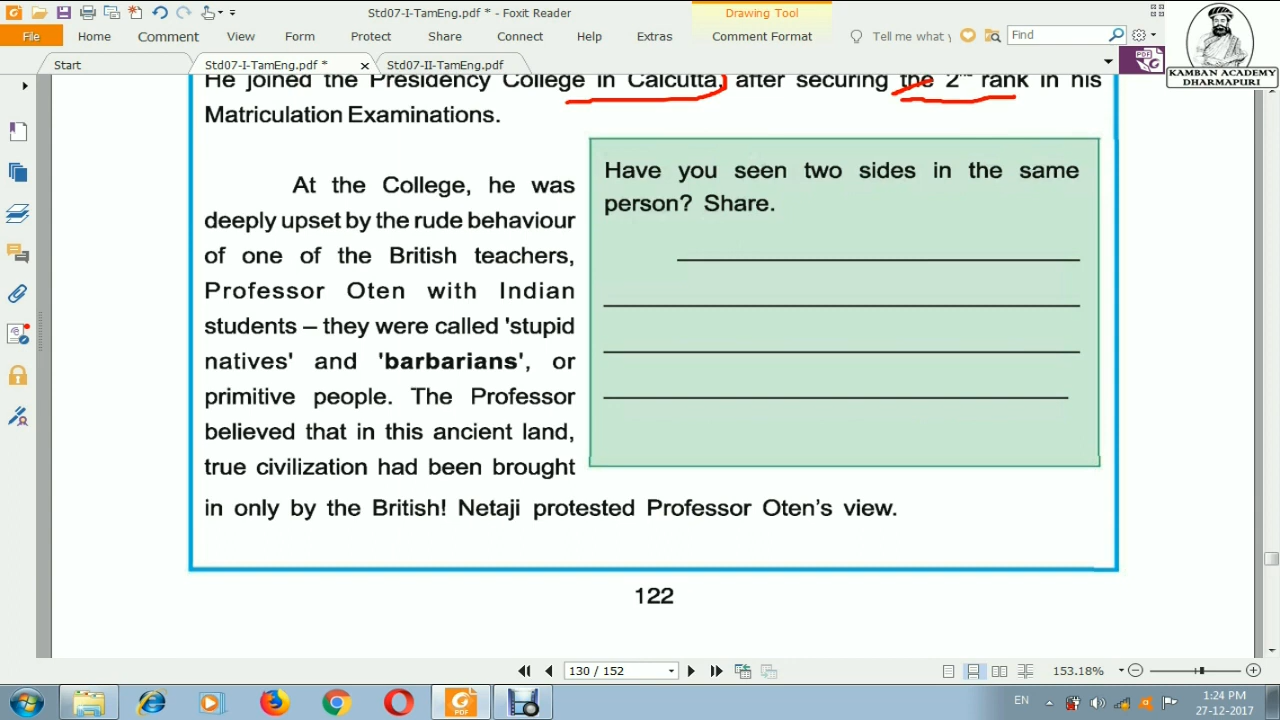 Std07-I-TamEng.pdf * - Foxit Reader
Drawing Tool
File Home Comment View Form Protect Share Connect Help Extras Comment Format Tell me what y Find
Start Std07-I-TamEng.pdf * Std07-II-TamEng.pdf
KAMBAN ACADEMY
DHARMAPURI
He joined the Presidency College in Calcutta, after securing the 2nd rank in his
Matriculation Examinations.
At the College, he was
deeply upset by the rude behaviour
of one of the British teachers,
Professor Oten with Indian
students – they were called 'stupid
natives' and 'barbarians', or
primitive people. The Professor
believed that in this ancient land,
true civilization had been brought
in only by the British! Netaji protested Professor Oten's view.
Have you seen two sides in the same
person? Share.
122
130 / 152
153.18%
EN
1:24 PM
27-12-2017